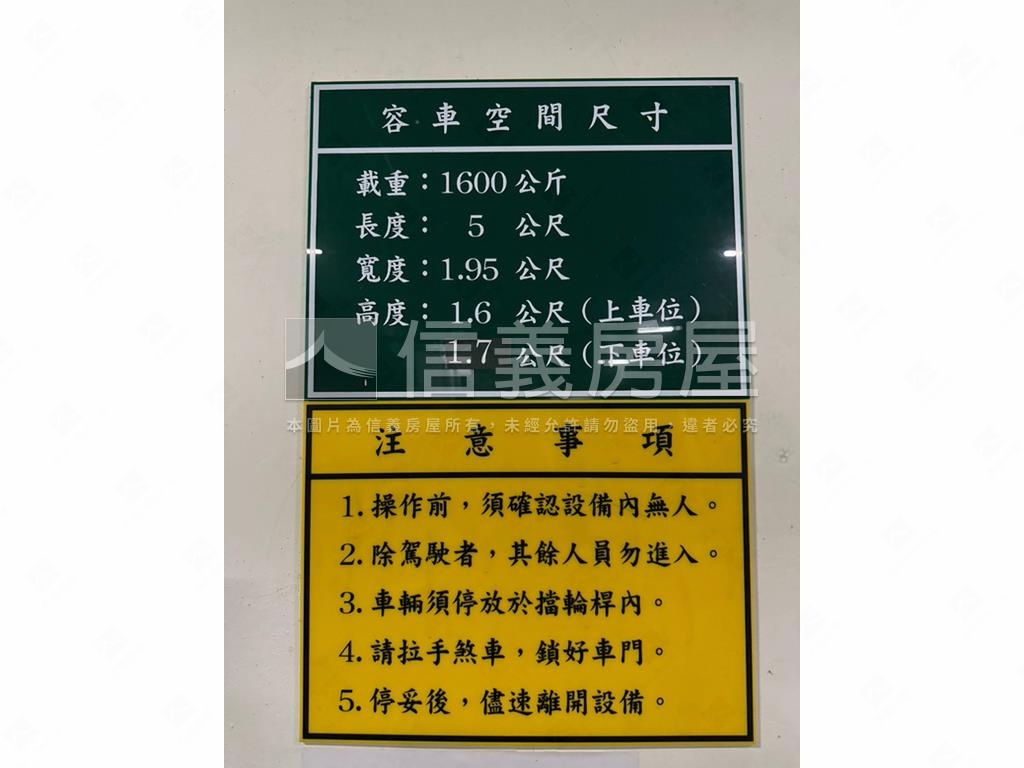 容車空間尺寸
載重：1600公斤
長度： 5 公尺
寬度：1.95 公尺
高度： 1.6 公尺（上車位）
1.7 公尺（下車位）
信義房屋
本圖片為信義房屋所有，未經允許請勿盜用，違者必究
注意事項
1.操作前，須確認設備內無人。
2.除駕駛者，其餘人員勿進入。
3.車輛須停放於擋輪桿內。
4.請拉手煞車，鎖好車門。
5.停妥後，儘速離開設備。